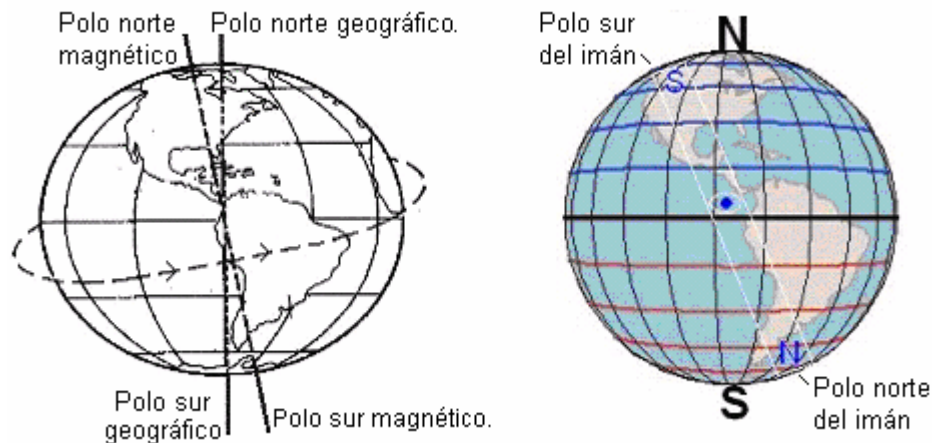 Polo norte
magnético
Polo norte geográfico.
Polo sur
geográfico
Polo sur magnético.
Polo sur
del imán
N
S
N
S
Polo norte
del imán